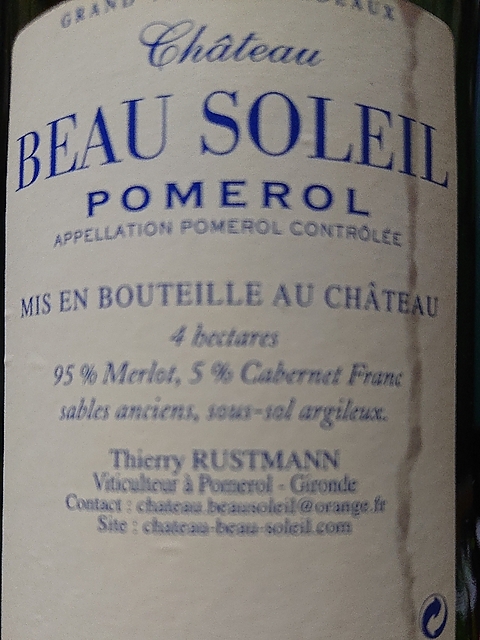 GRAND
Château
BEAU SOLEIL
POMEROL
APPELLATION POMEROL CONTRÔLÉE
MIS EN BOUTEILLE AU CHÂTEAU
4 hectares
95 % Merlot, 5 % Cabernet Franc
sables anciens, sous-sol argileux.
Thierry RUSTMANN
Viticulteur à Pomerol - Gironde
Contact : chateau.beausoleil@orange.fr
Site : chateau-beau-soleil.com